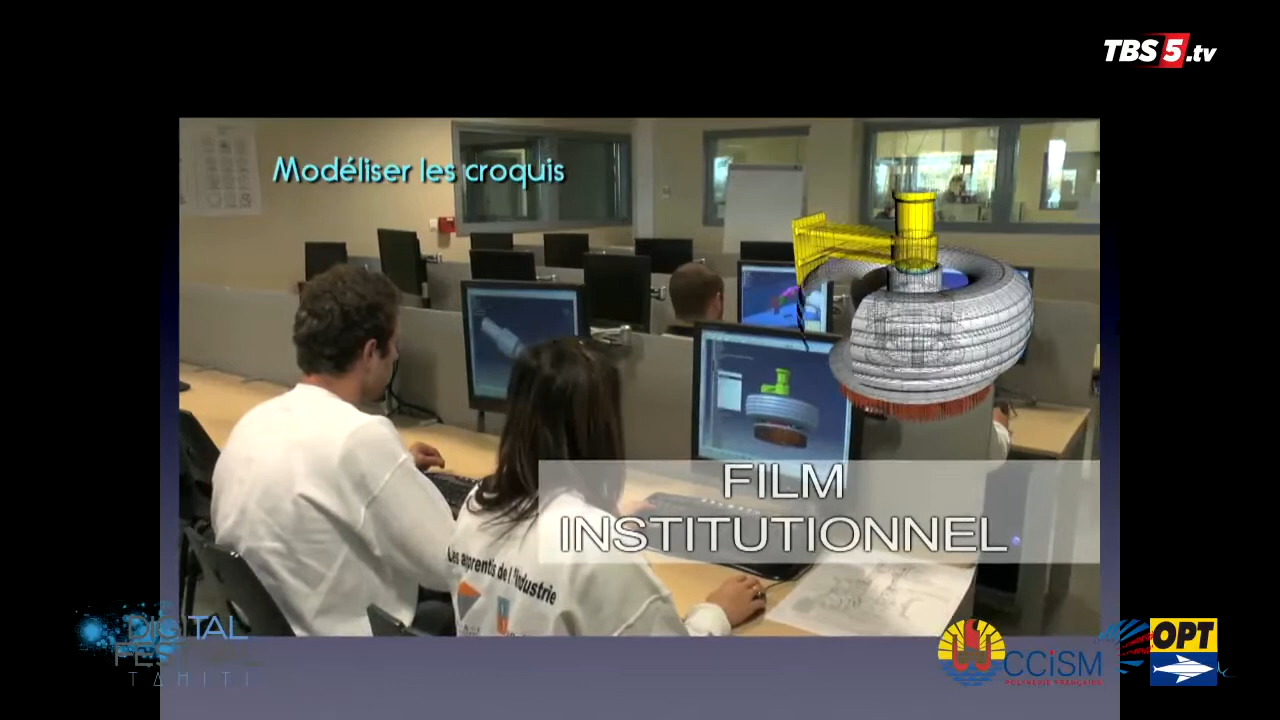 TBS5.tv
Modéliser les croquis
FILM
INSTITUTIONNEL
Les apprentis de l'industrie
DIGITAL
FESTIVAL
TAHITI
CCiSM
POLYNÉSIE FRANÇAISE
OPT